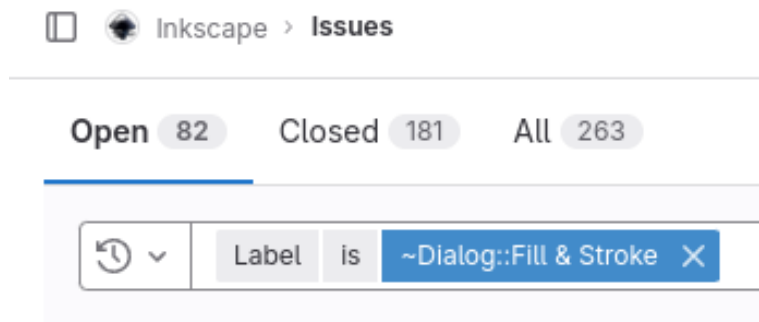 Inkscape > Issues
Open 82 Closed 181 All 263
Label is ~Dialog::Fill & Stroke